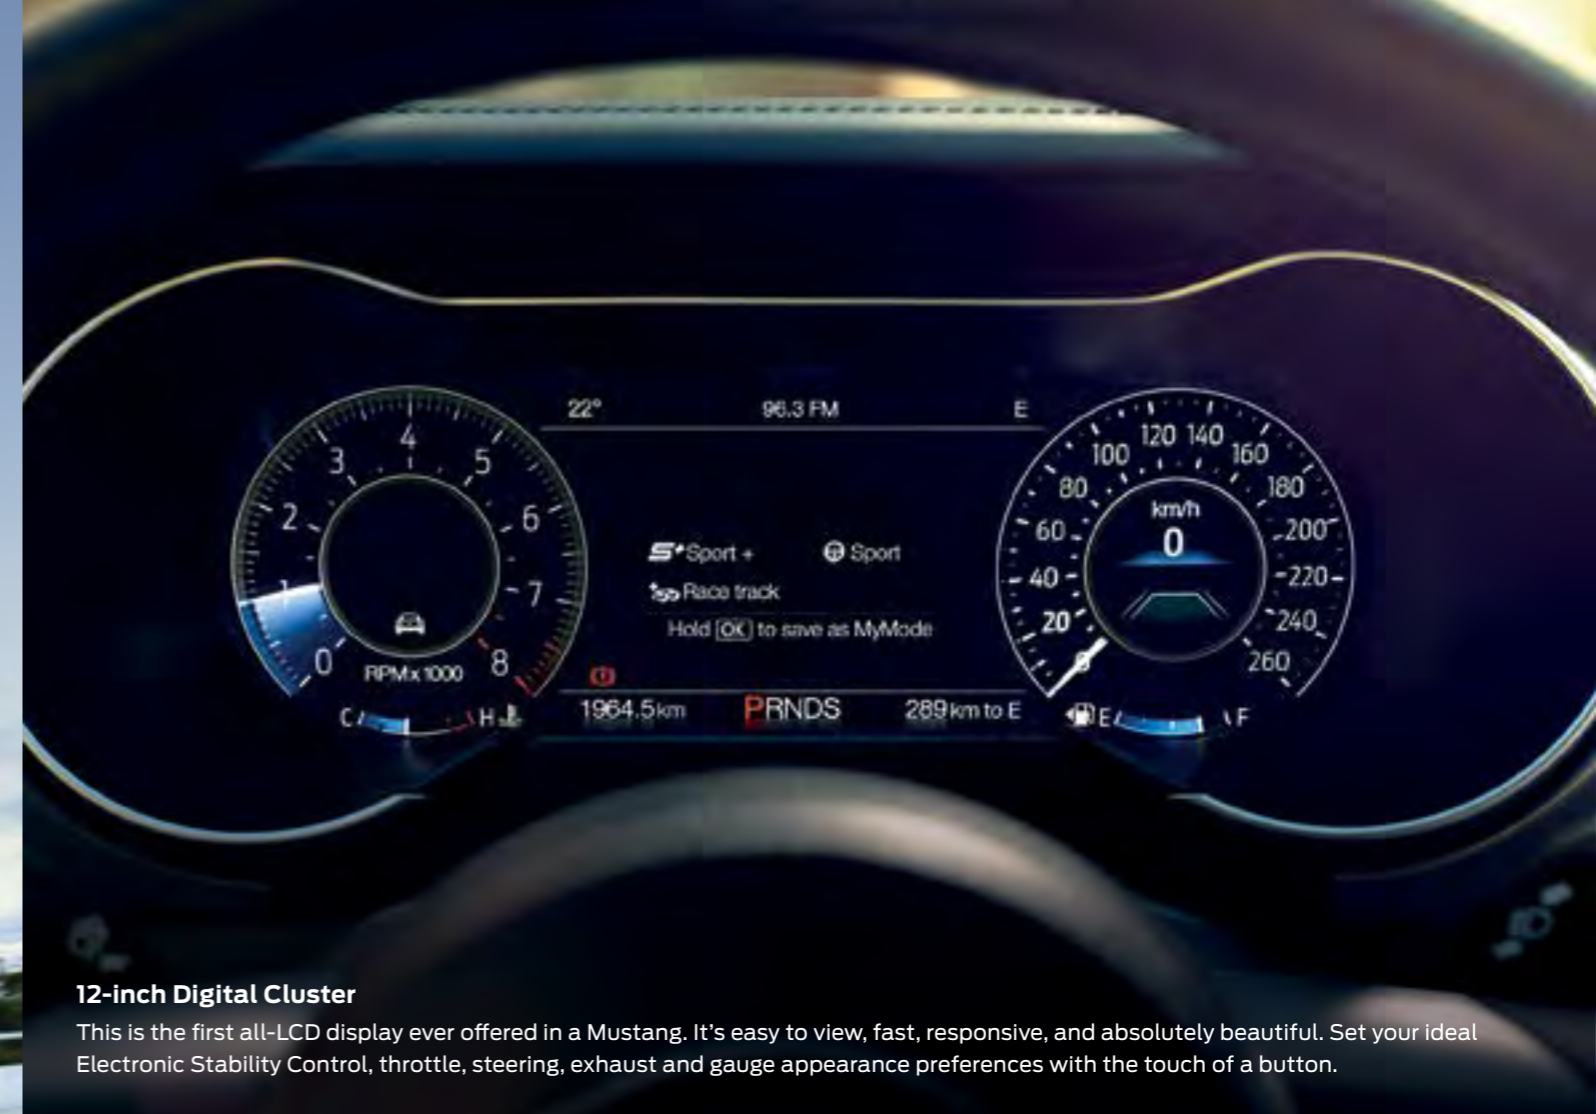 22° 96.3 FM E
4
3 5
2 6
1 7
0 8
RPM x 1000
C H
Sport + Sport
Race track
Hold OK to save as MyMode
1964.5 km PRNDS 289 km to E
120 140
100 160
80 180
60 200
40 220
20 240
0 260
km/h
0
E F
12-inch Digital Cluster
This is the first all-LCD display ever offered in a Mustang. It’s easy to view, fast, responsive, and absolutely beautiful. Set your ideal
Electronic Stability Control, throttle, steering, exhaust and gauge appearance preferences with the touch of a button.